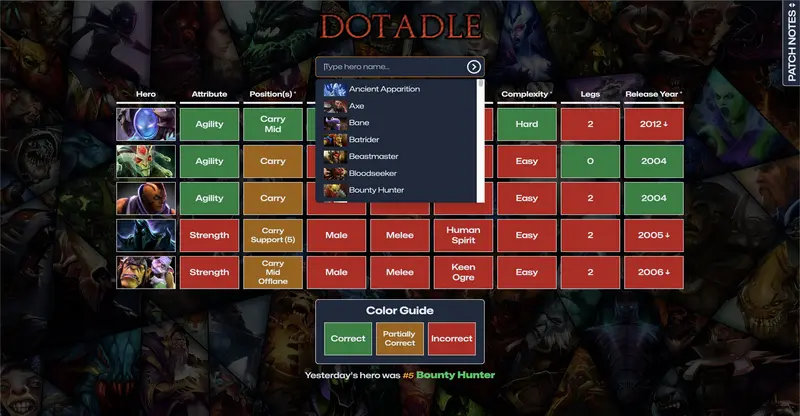 DOTADLE
PATCH NOTES
Type hero name...
Ancient Apparition
Axe
Bane
Batrider
Beastmaster
Bloodseeker
Bounty Hunter
Hero Attribute Position(s) * Complexity * Legs Release Year *
Agility Carry Mid Hard 2 2012 ↓
Agility Carry Easy 0 2004
Agility Carry Easy 2 2004
Strength Carry Support (5) Male Melee Human Spirit Easy 2 2005 ↓
Strength Carry Mid Offlane Male Melee Keen Ogre Easy 2 2006 ↓
Color Guide
Correct Partially Correct Incorrect
Yesterday's hero was #5 Bounty Hunter